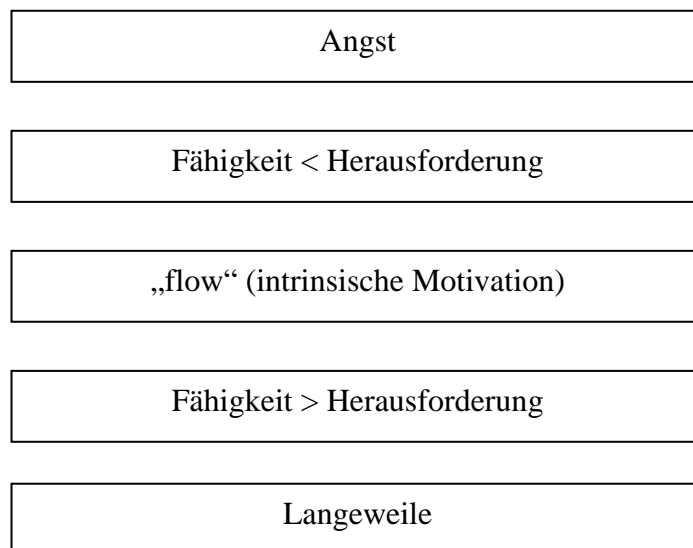 Angst
Fähigkeit < Herausforderung
„flow“ (intrinsische Motivation)
Fähigkeit > Herausforderung
Langeweile